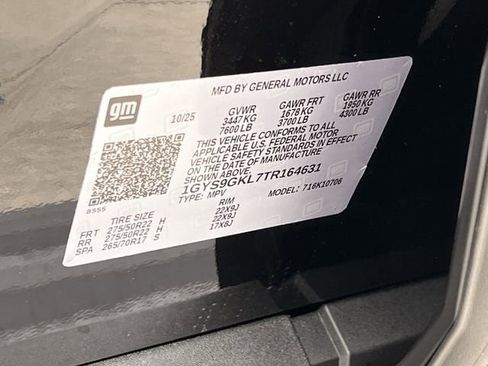 gm
MFD BY GENERAL MOTORS LLC
10/25 GVWR GAWR FRT GAWR RR
3447 KG 1678 KG 1950 KG
7600 LB 3700 LB 4300 LB
THIS VEHICLE CONFORMS TO ALL
APPLICABLE U.S. FEDERAL MOTOR
VEHICLE SAFETY STANDARDS IN EFFECT
ON THE DATE OF MANUFACTURE
1GYS9GKL7TR164631
TYPE: MPV MODEL: 716K10706
8555
TIRE SIZE RIM
FRT 275/50R22 H 22X9J
RR 275/50R22 H 22X9J
SPA 265/70R17 S 17X8J